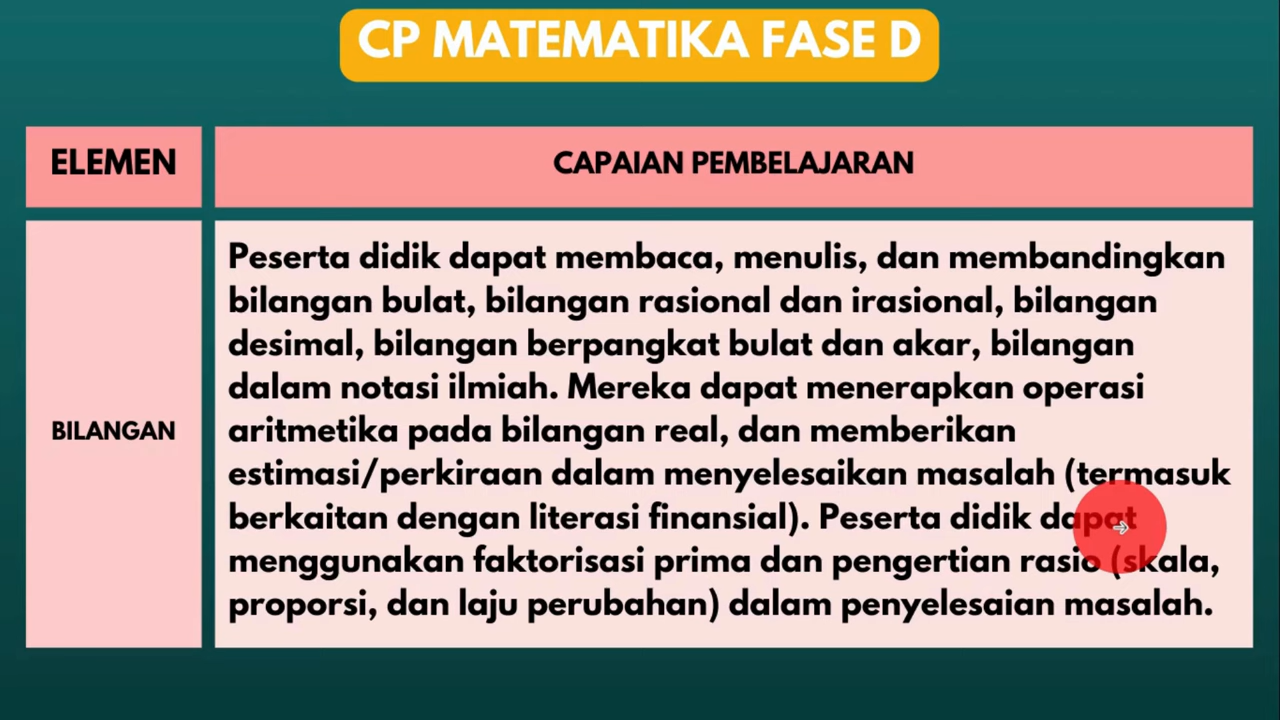 CP MATEMATIKA FASE D
ELEMEN
CAPAIAN PEMBELAJARAN
BILANGAN
Peserta didik dapat membaca, menulis, dan membandingkan
bilangan bulat, bilangan rasional dan irasional, bilangan
desimal, bilangan berpangkat bulat dan akar, bilangan
dalam notasi ilmiah. Mereka dapat menerapkan operasi
aritmetika pada bilangan real, dan memberikan
estimasi/perkiraan dalam menyelesaikan masalah (termasuk
berkaitan dengan literasi finansial). Peserta didik dapat
menggunakan faktorisasi prima dan pengertian rasio (skala,
proporsi, dan laju perubahan) dalam penyelesaian masalah.